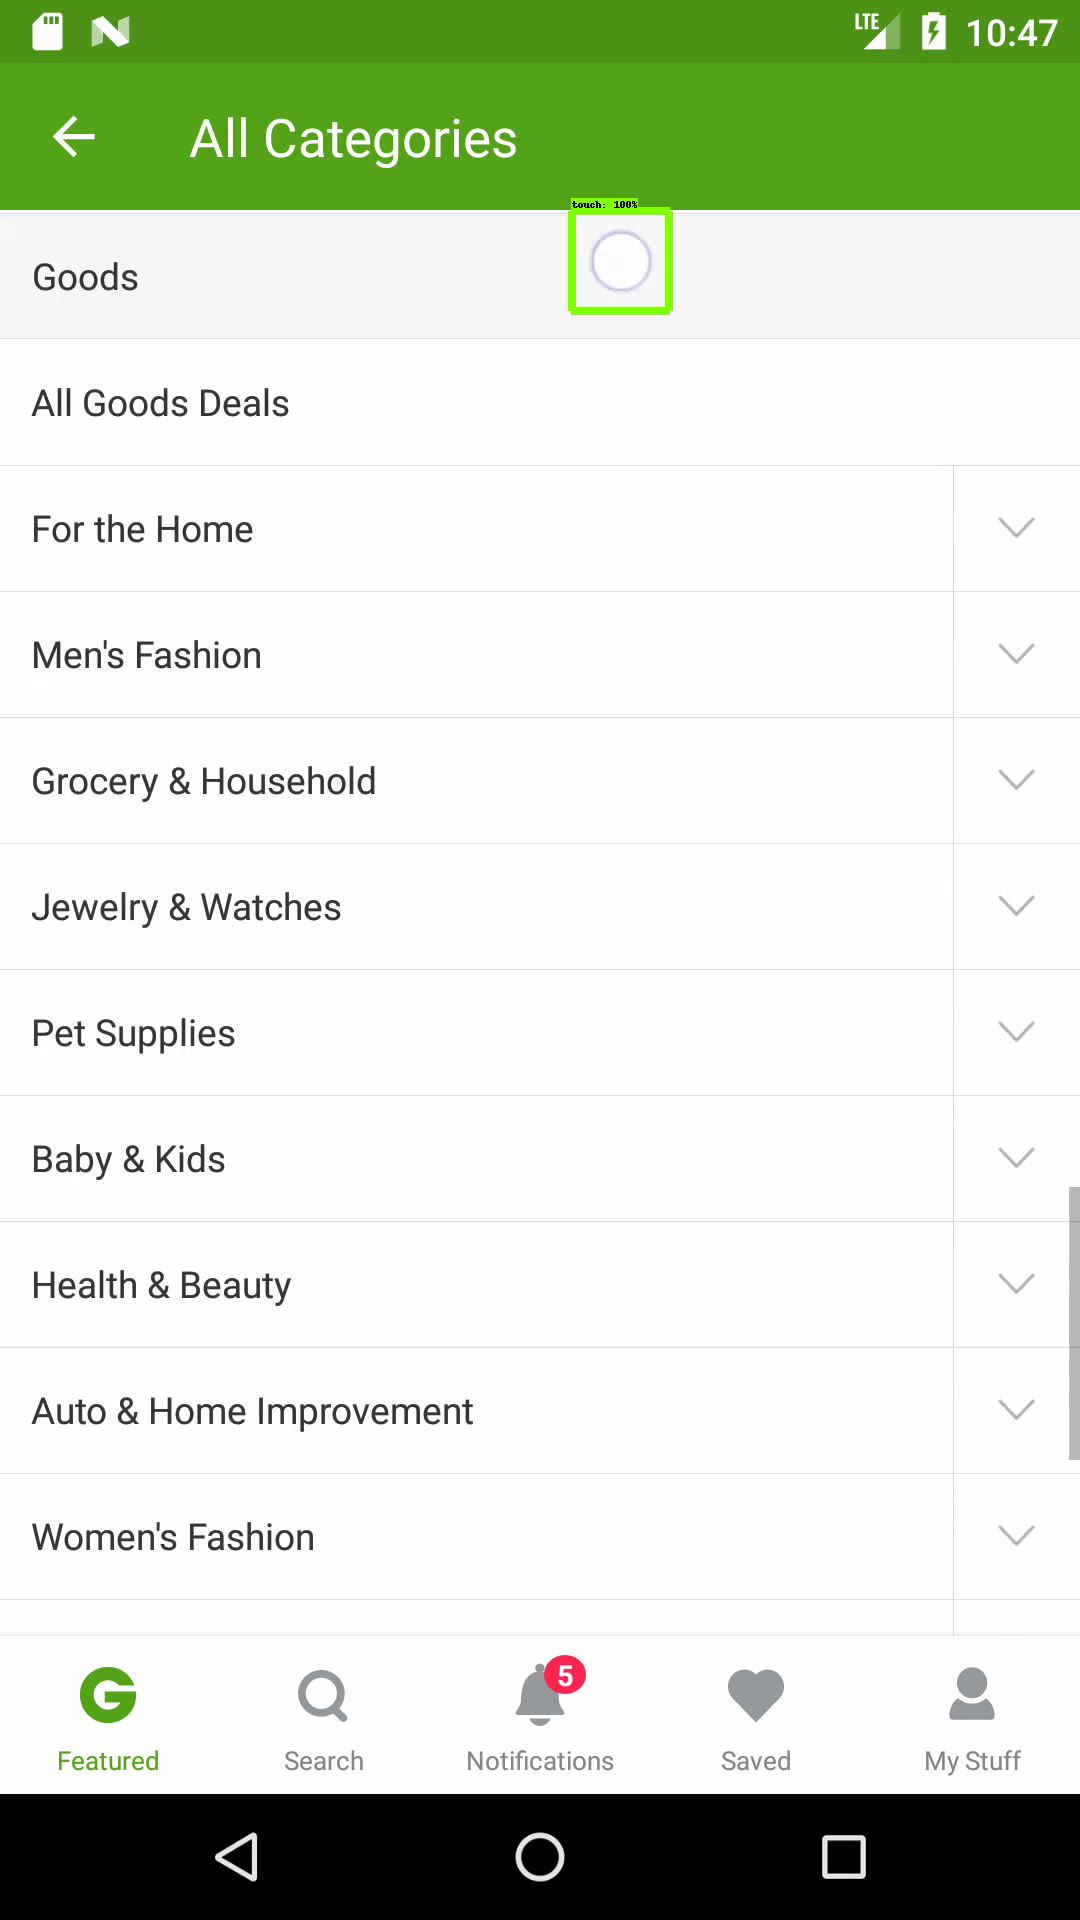 LTE 10:47
All Categories
touch: 100%
Goods
All Goods Deals
For the Home
Men's Fashion
Grocery & Household
Jewelry & Watches
Pet Supplies
Baby & Kids
Health & Beauty
Auto & Home Improvement
Women's Fashion
5
Featured Search Notifications Saved My Stuff